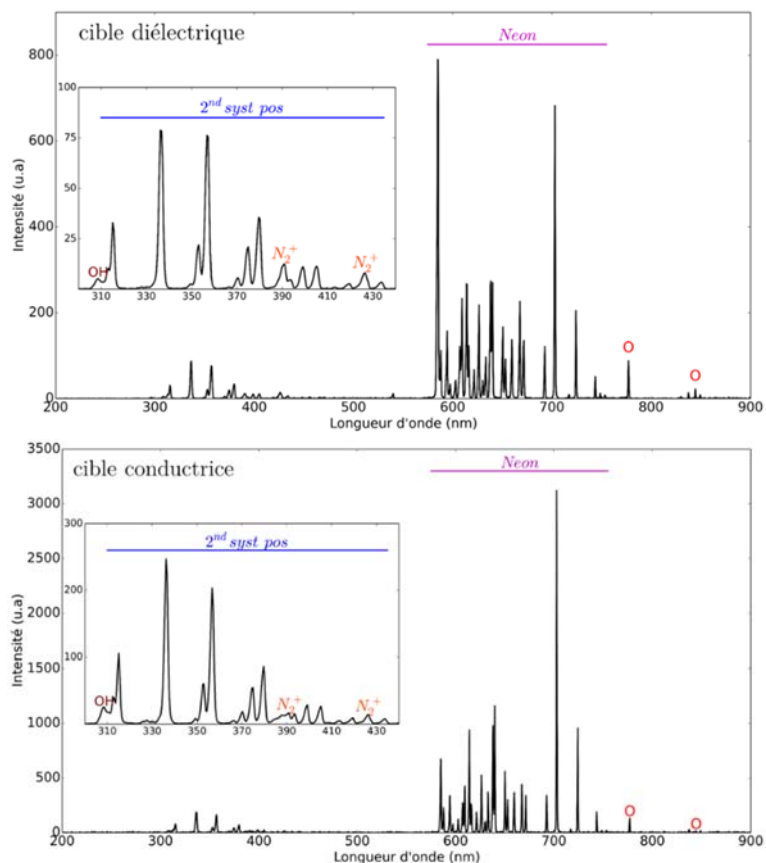 cible diélectrique
Neon
Intensité (u.a)
800
600
400
200
0
100
75
50
25
2nd syst pos
OH
N2+
N2+
310 330 350 370 390 410 430
O
O
200 300 400 500 600 700 800 900
Longueur d'onde (nm)
cible conductrice
Neon
Intensité (u.a)
3500
3000
2500
2000
1500
1000
500
0
300
200
100
2nd syst pos
OH
N2+
N2+
310 330 350 370 390 410 430
O
O
200 300 400 500 600 700 800 900
Longueur d'onde (nm)